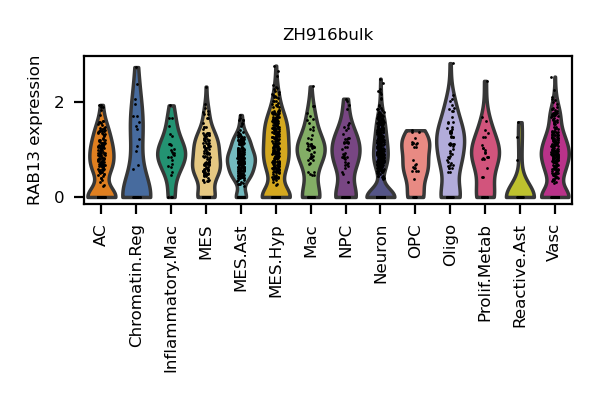 ZH916bulk
RAB13 expression
2
0
AC
Chromatin.Reg
Inflammatory.Mac
MES
MES.Ast
MES.Hyp
Mac
NPC
Neuron
OPC
Oligo
Prolif.Metab
Reactive.Ast
Vasc